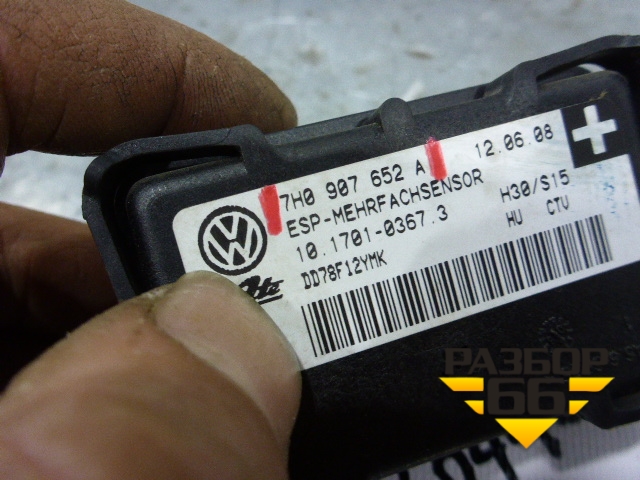 7H0 907 652 A 12.06.08
ESP-MEHRFACHSENSOR H30/S15
10.1701-0367.3 HU CTU
DD78F12YMK
VW
Ate
РАЗБОР
66